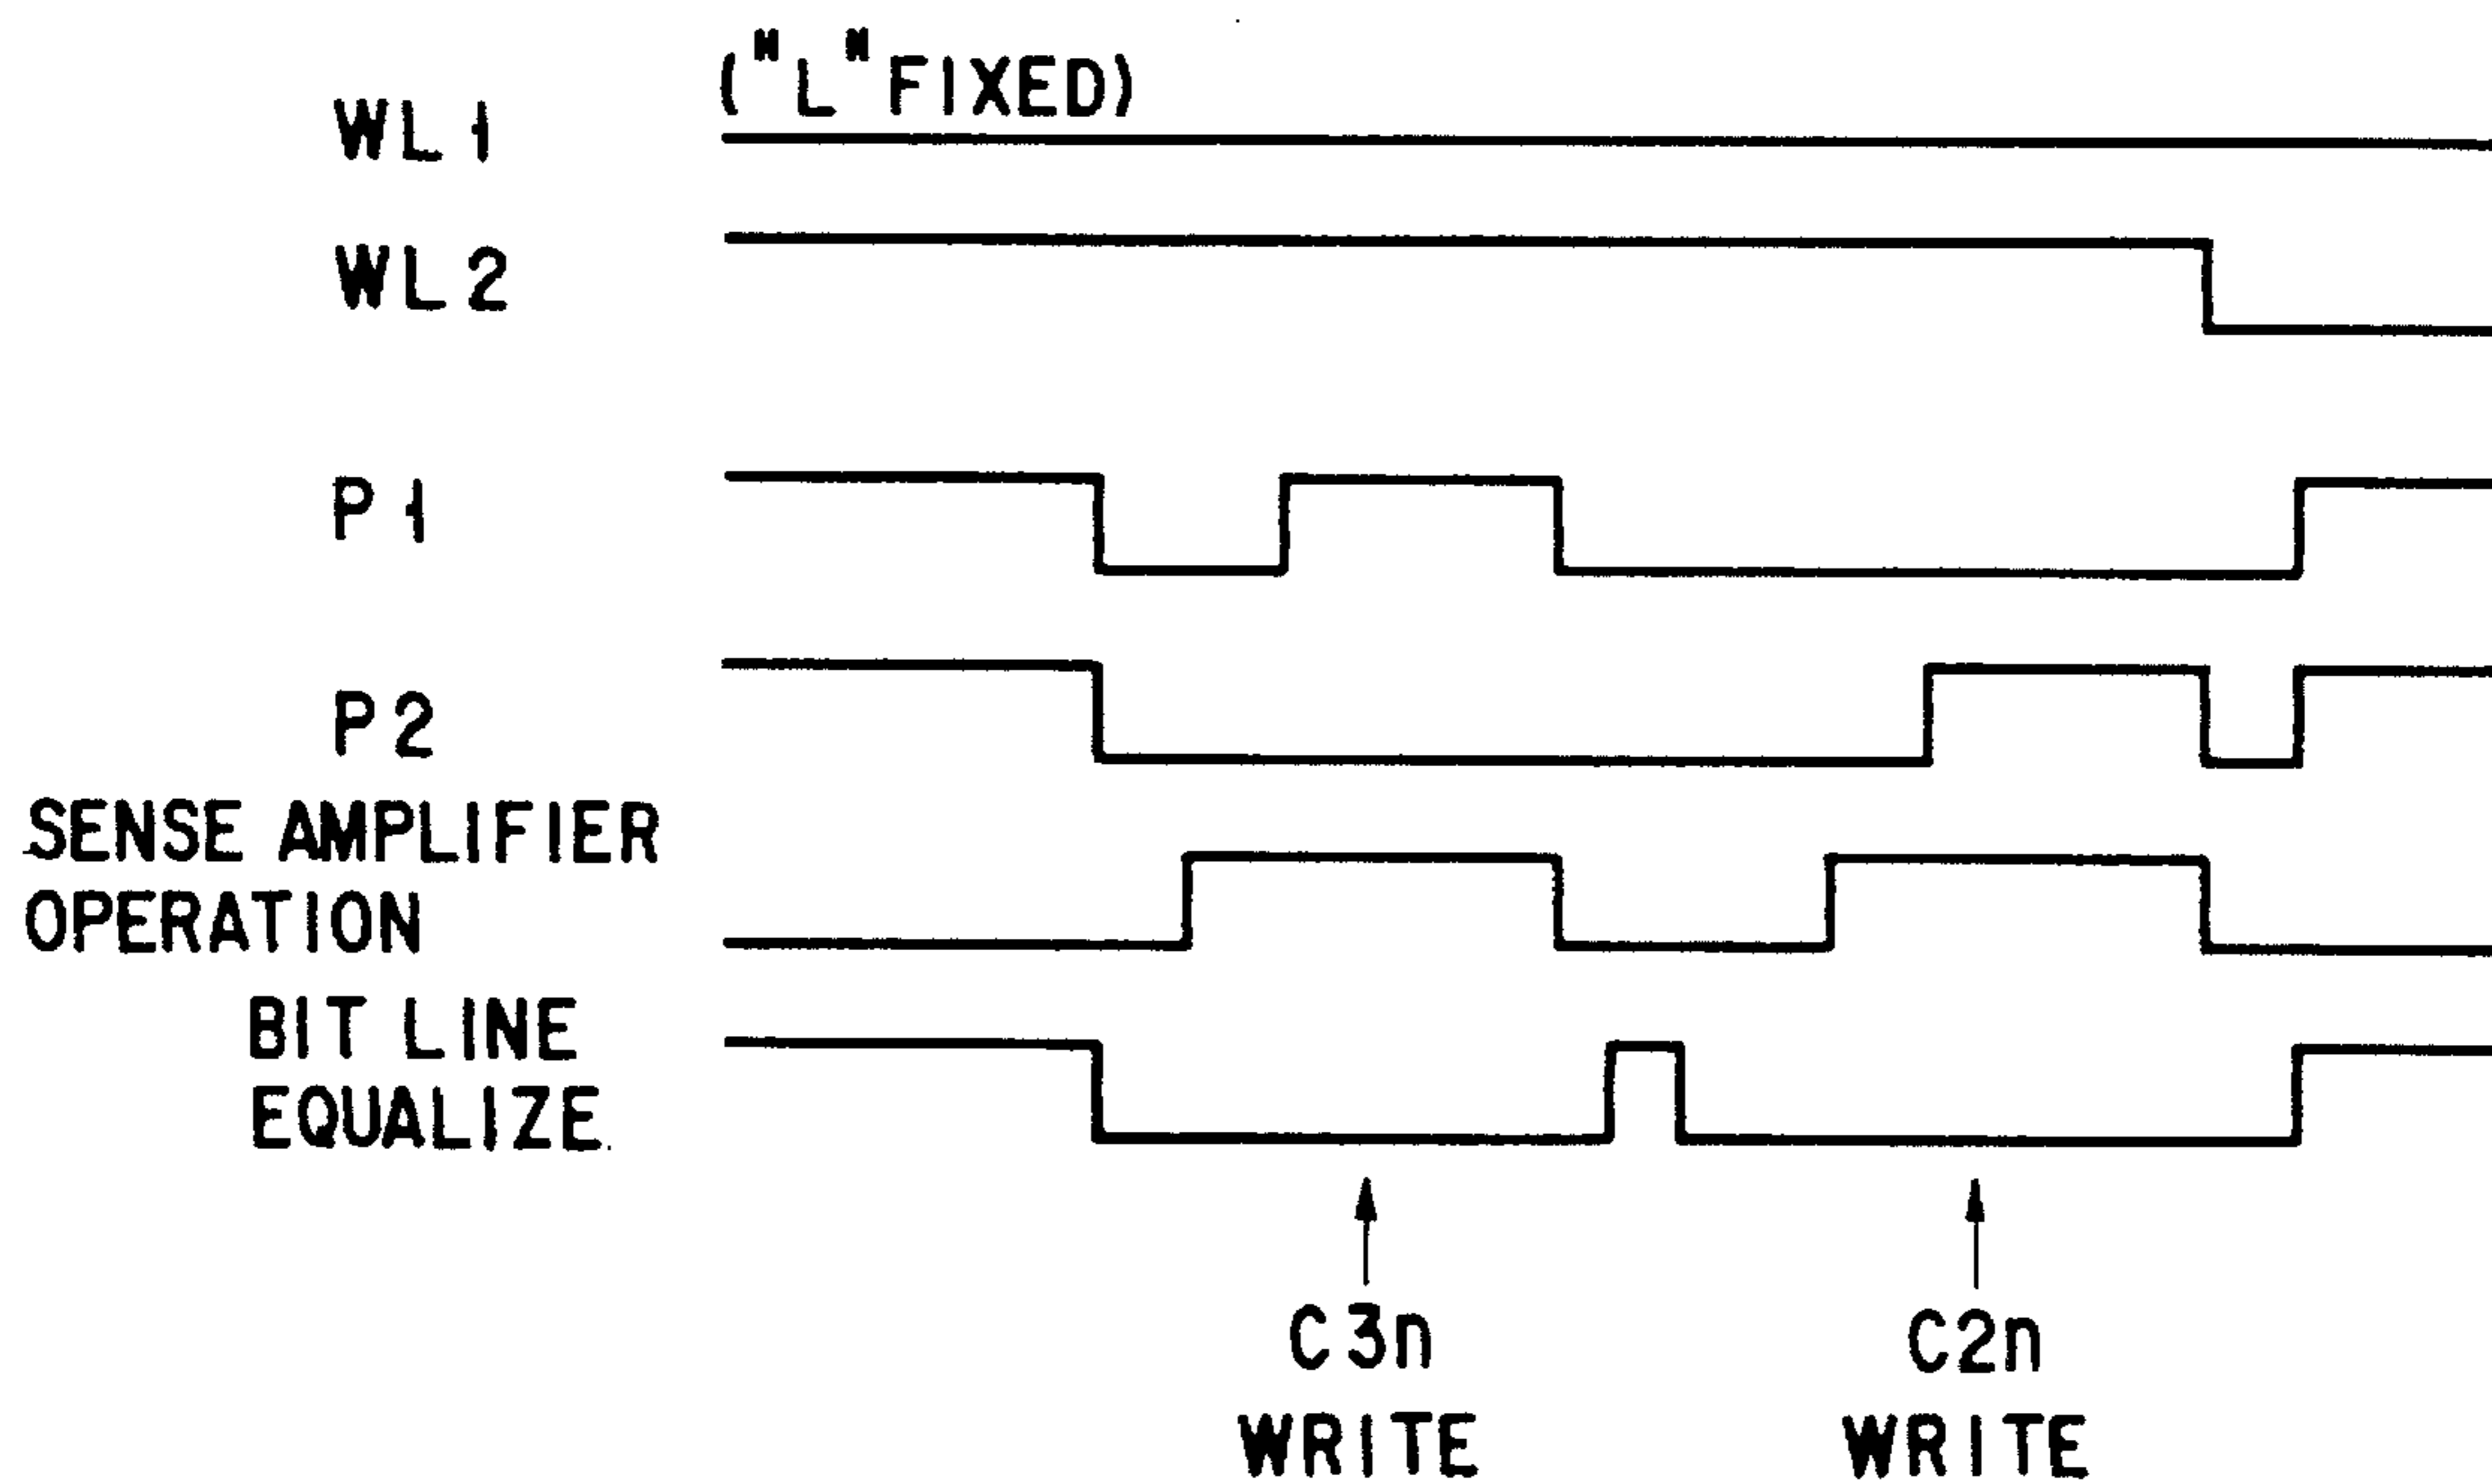 ("L" FIXED)
WL1
WL2
P1
P2
SENSE AMPLIFIER
OPERATION
BIT LINE
EQUALIZE
C3n
WRITE
C2n
WRITE